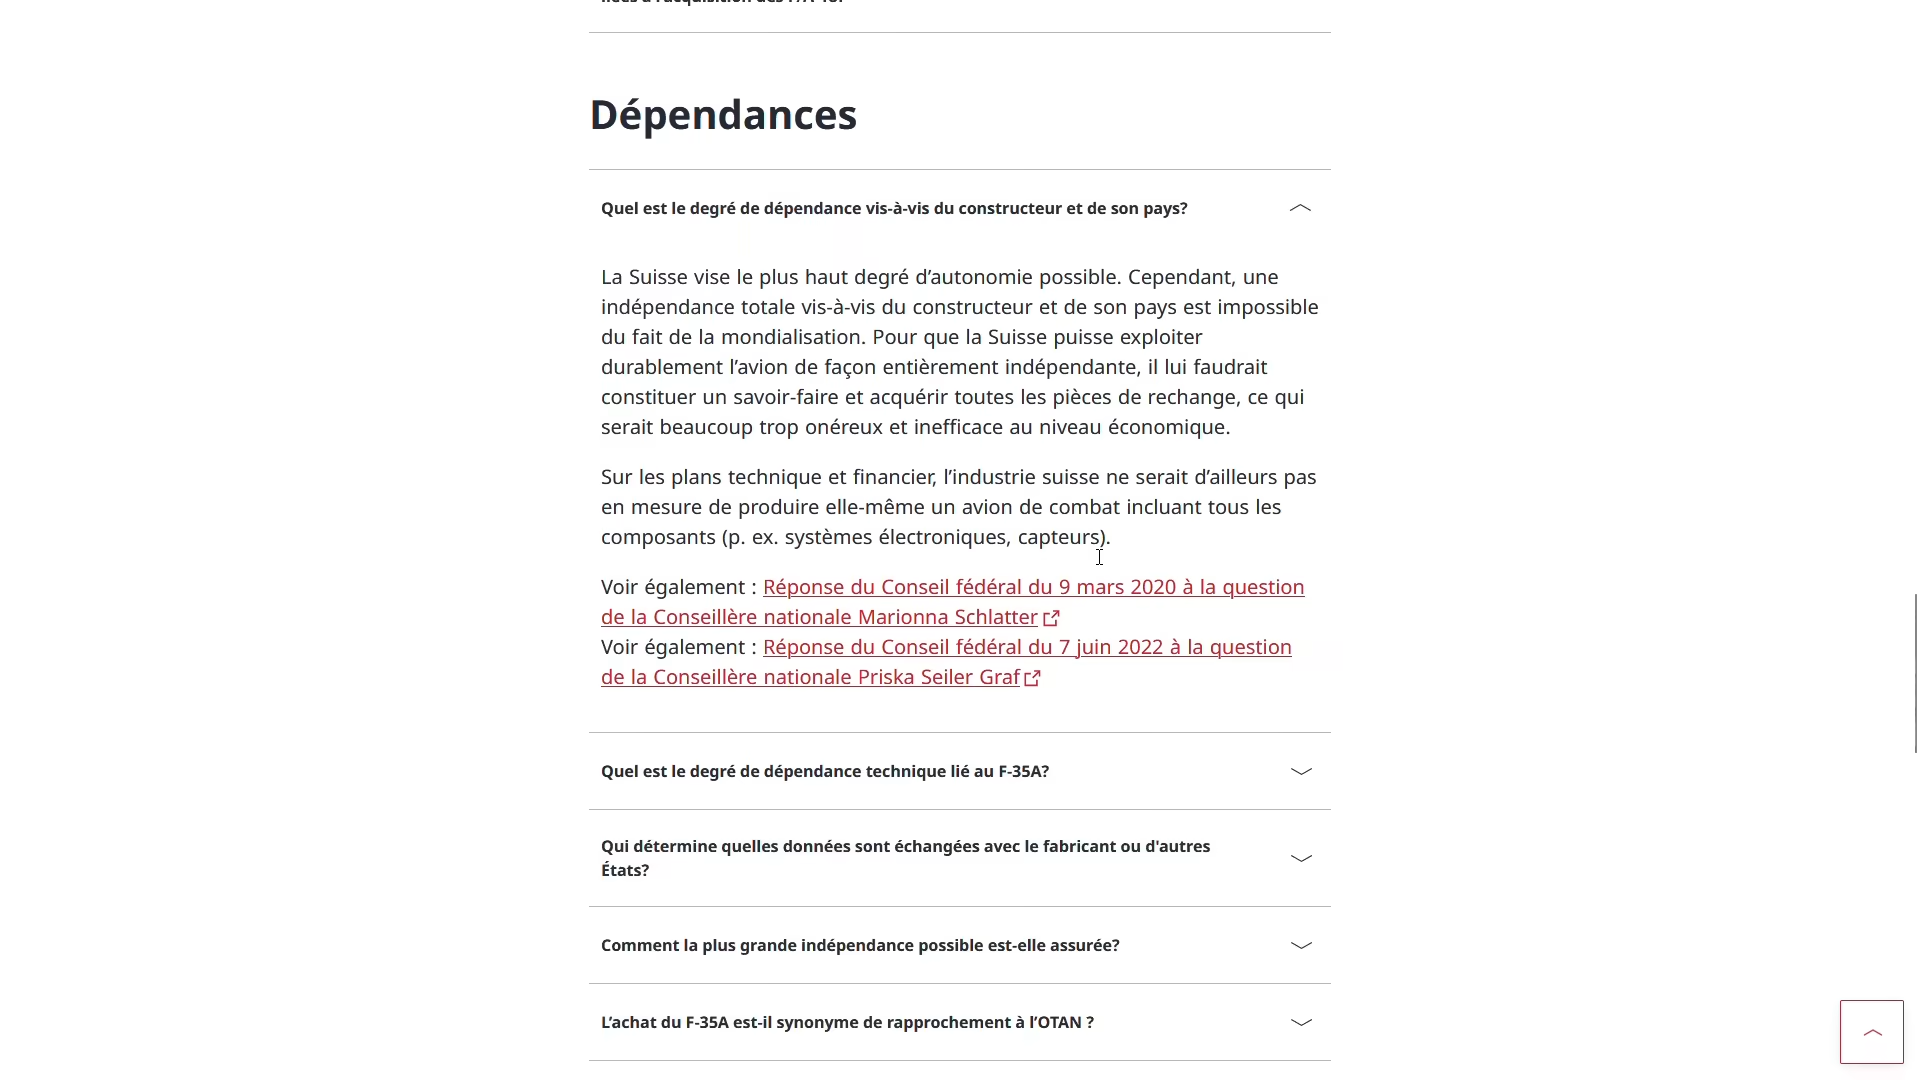 Dépendances
Quel est le degré de dépendance vis-à-vis du constructeur et de son pays?
La Suisse vise le plus haut degré d’autonomie possible. Cependant, une
indépendance totale vis-à-vis du constructeur et de son pays est impossible
du fait de la mondialisation. Pour que la Suisse puisse exploiter
durablement l’avion de façon entièrement indépendante, il lui faudrait
constituer un savoir-faire et acquérir toutes les pièces de rechange, ce qui
serait beaucoup trop onéreux et inefficace au niveau économique.
Sur les plans technique et financier, l’industrie suisse ne serait d’ailleurs pas
en mesure de produire elle-même un avion de combat incluant tous les
composants (p. ex. systèmes électroniques, capteurs).
Voir également : Réponse du Conseil fédéral du 9 mars 2020 à la question
de la Conseillère nationale Marionna Schlatter
Voir également : Réponse du Conseil fédéral du 7 juin 2022 à la question
de la Conseillère nationale Priska Seiler Graf
Quel est le degré de dépendance technique lié au F-35A?
Qui détermine quelles données sont échangées avec le fabricant ou d'autres
États?
Comment la plus grande indépendance possible est-elle assurée?
L’achat du F-35A est-il synonyme de rapprochement à l’OTAN ?